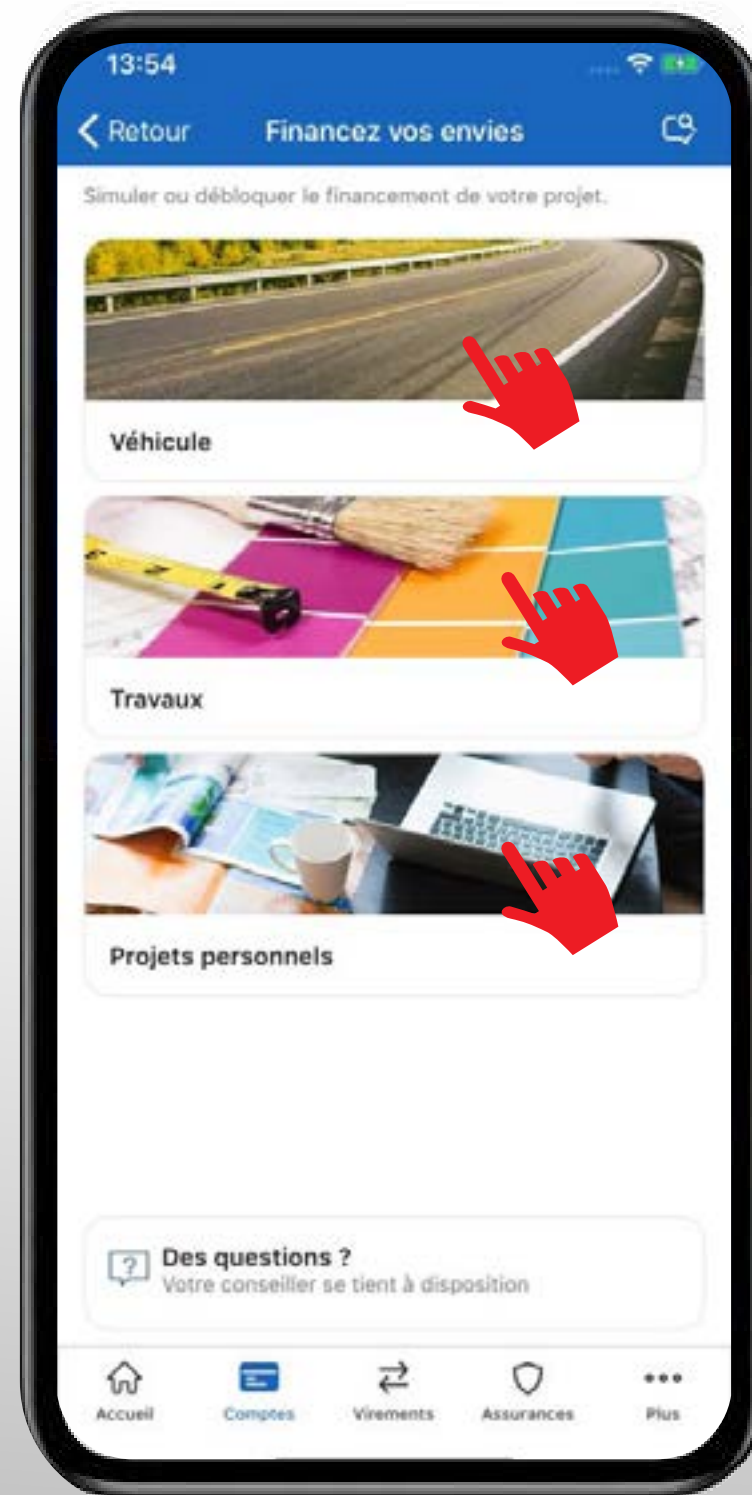 13:54
Retour Financez vos envies
Simuler ou débloquer le financement de votre projet.
Véhicule
Travaux
Projets personnels
Des questions ?
Votre conseiller se tient à disposition
Accueil Comptes Virements Assurances Plus